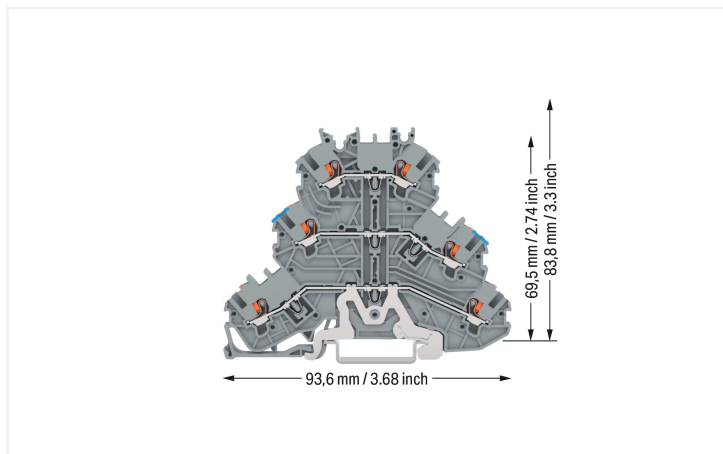 69,5 mm / 2.74 inch
83,8 mm / 3.3 inch
93,6 mm / 3.68 inch